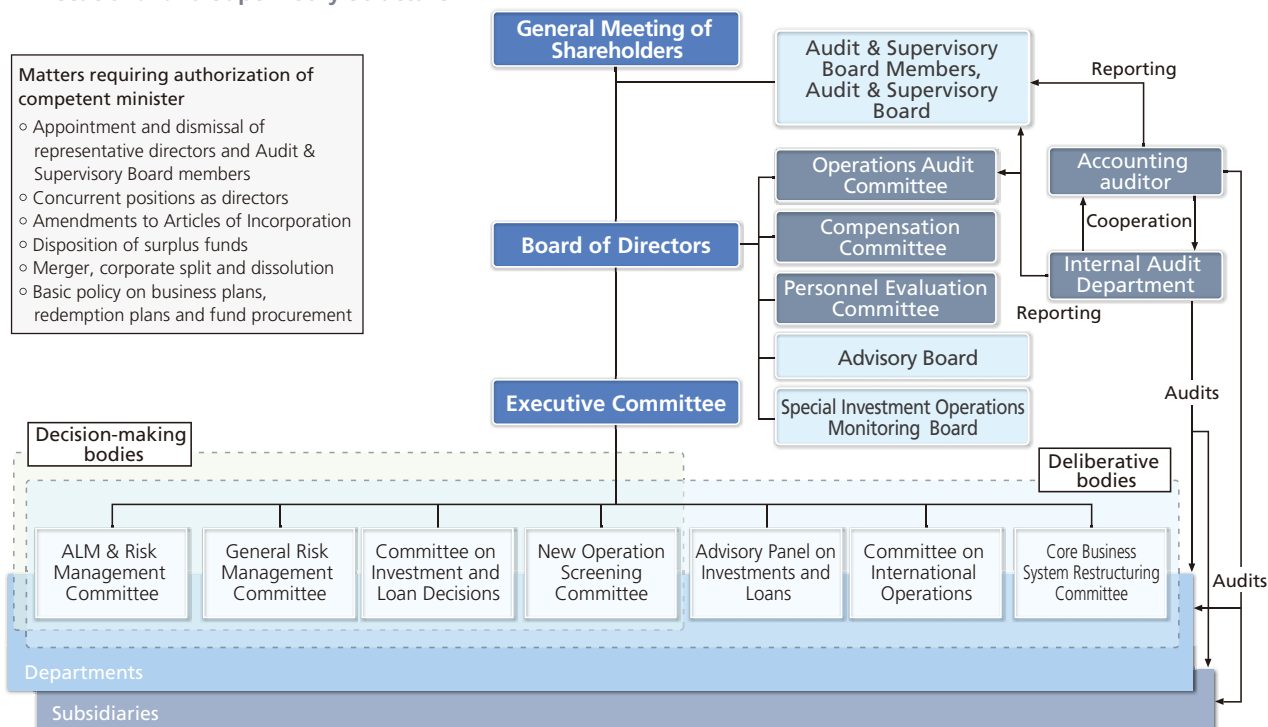 General Meeting of
Shareholders
Audit & Supervisory
Board Members,
Audit & Supervisory
Board
Reporting
Matters requiring authorization of
competent minister
○ Appointment and dismissal of
representative directors and Audit &
Supervisory Board members
○ Concurrent positions as directors
○ Amendments to Articles of Incorporation
○ Disposition of surplus funds
○ Merger, corporate split and dissolution
○ Basic policy on business plans,
redemption plans and fund procurement
Operations Audit
Committee
Accounting
auditor
Cooperation
Board of Directors
Compensation
Committee
Internal Audit
Department
Personnel Evaluation
Committee
Reporting
Advisory Board
Executive Committee
Special Investment Operations
Monitoring Board
Audits
Decision-making
bodies
Deliberative
bodies
ALM & Risk
Management
Committee
General Risk
Management
Committee
Committee on
Investment and
Loan Decisions
New Operation
Screening
Committee
Advisory Panel on
Investments and
Loans
Committee on
International
Operations
Core Business
System Restructuring
Committee
Audits
Departments
Subsidiaries